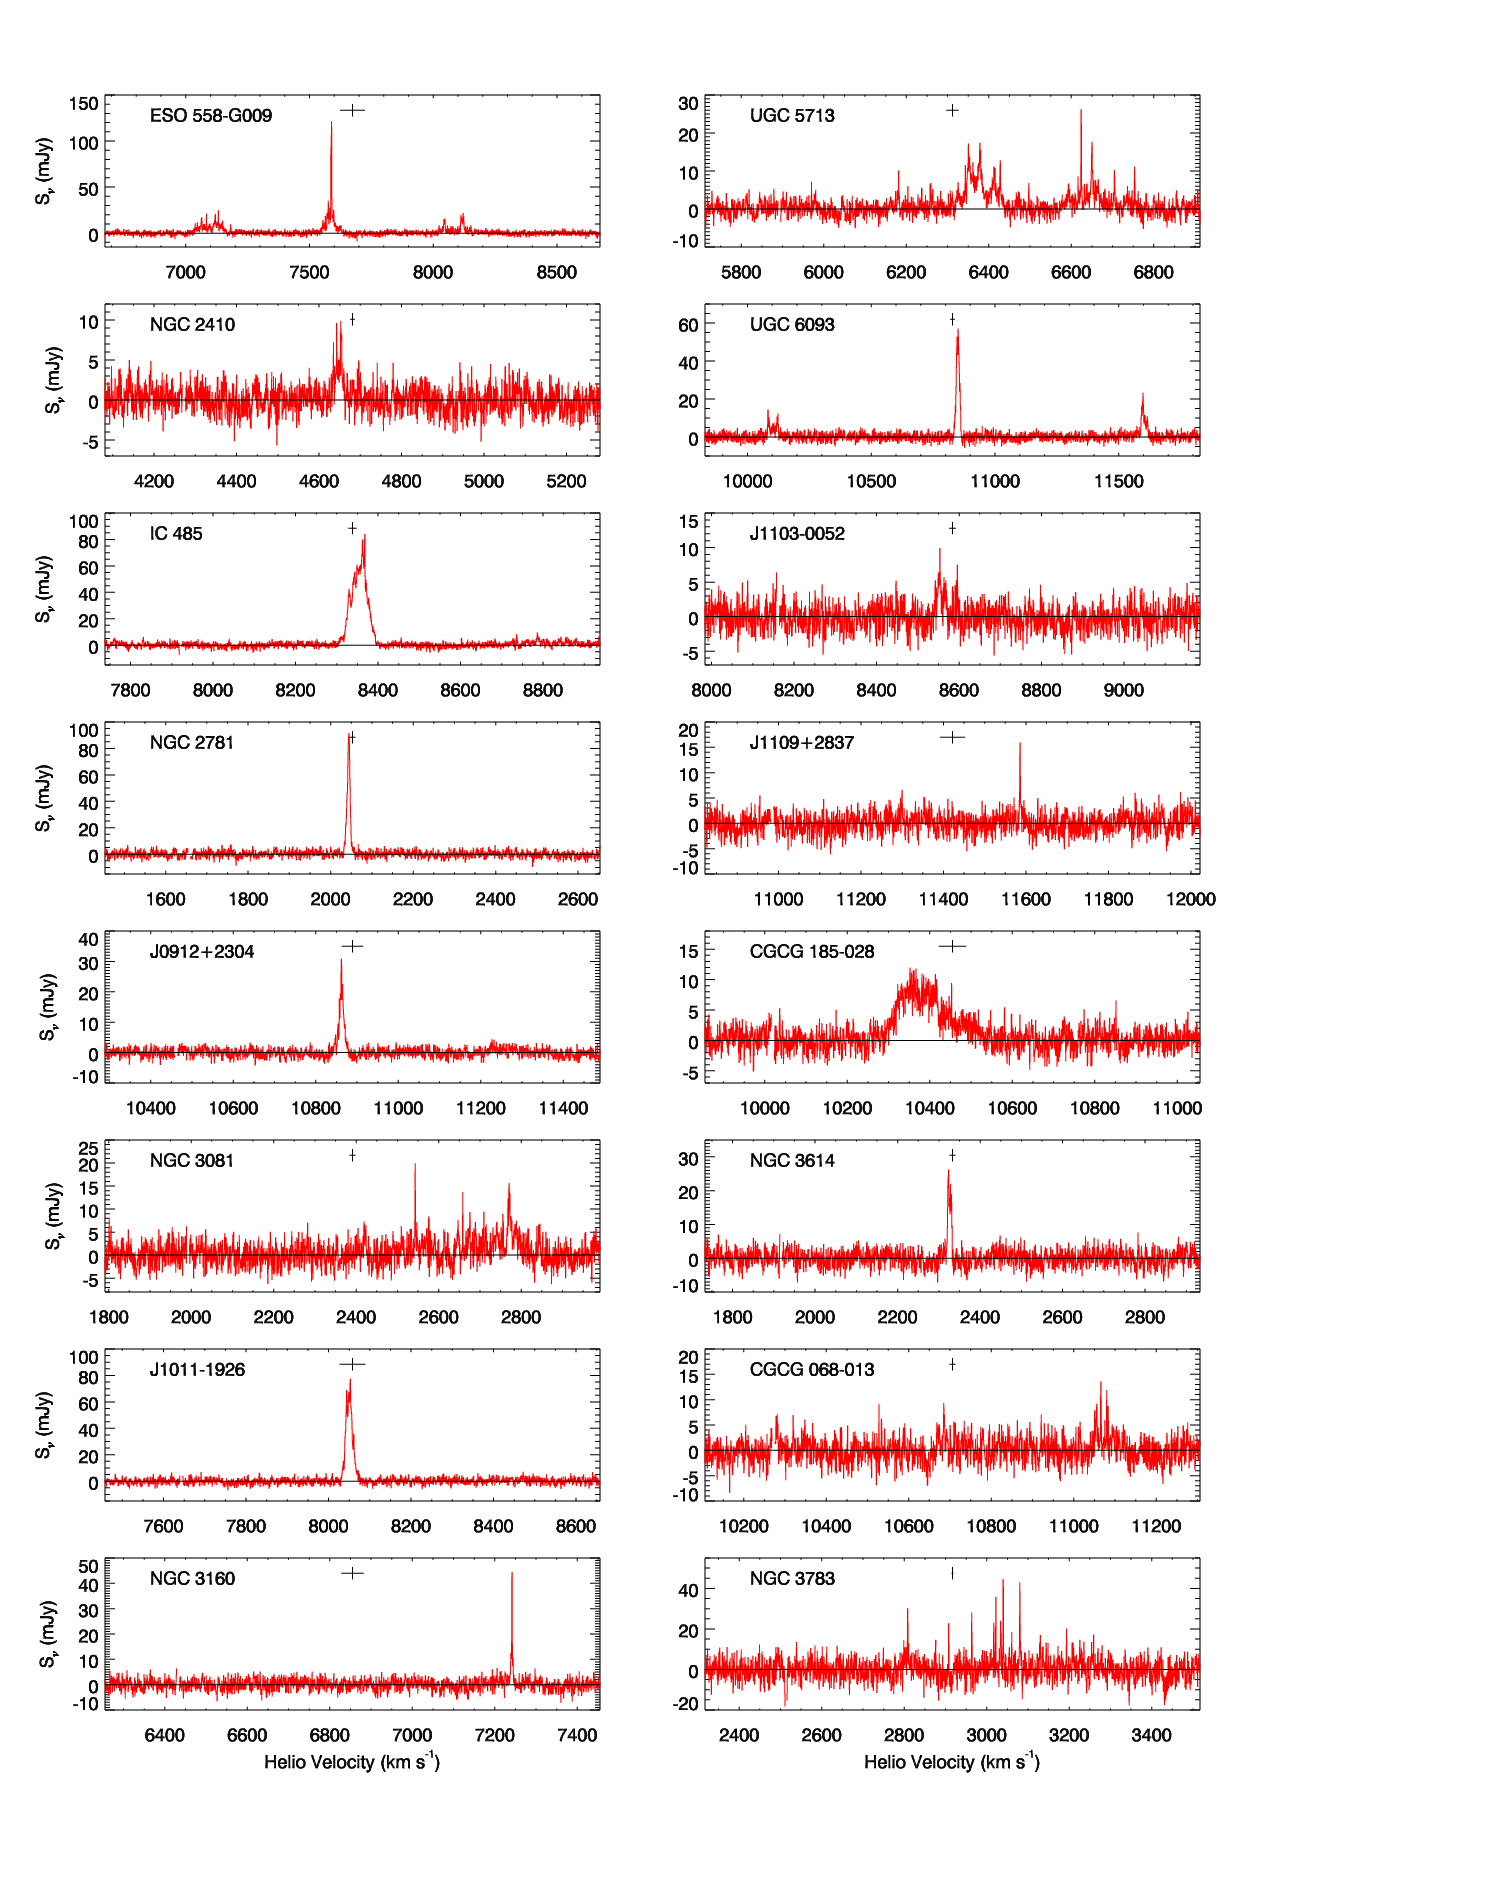 ESO 558-G009
150
100
50
0
Sν (mJy)
7000 7500 8000 8500
UGC 5713
30
20
10
0
-10
5800 6000 6200 6400 6600 6800
NGC 2410
10
5
0
-5
Sν (mJy)
4200 4400 4600 4800 5000 5200
UGC 6093
60
40
20
0
10000 10500 11000 11500
IC 485
100
80
60
40
20
0
Sν (mJy)
7800 8000 8200 8400 8600 8800
J1103-0052
15
10
5
0
-5
8000 8200 8400 8600 8800 9000
NGC 2781
100
80
60
40
20
0
Sν (mJy)
1600 1800 2000 2200 2400 2600
J1109+2837
20
15
10
5
0
-5
-10
11000 11200 11400 11600 11800 12000
J0912+2304
40
30
20
10
0
-10
Sν (mJy)
10400 10600 10800 11000 11200 11400
CGCG 185-028
15
10
5
0
-5
10000 10200 10400 10600 10800 11000
NGC 3081
25
20
15
10
5
0
-5
Sν (mJy)
1800 2000 2200 2400 2600 2800
NGC 3614
30
20
10
0
-10
1800 2000 2200 2400 2600 2800
J1011-1926
100
80
60
40
20
0
Sν (mJy)
7600 7800 8000 8200 8400 8600
CGCG 068-013
20
15
10
5
0
-5
-10
10200 10400 10600 10800 11000 11200
NGC 3160
50
40
30
20
10
0
-10
Sν (mJy)
6400 6600 6800 7000 7200 7400
Helio Velocity (km s⁻¹)
NGC 3783
40
20
0
-20
2400 2600 2800 3000 3200 3400
Helio Velocity (km s⁻¹)